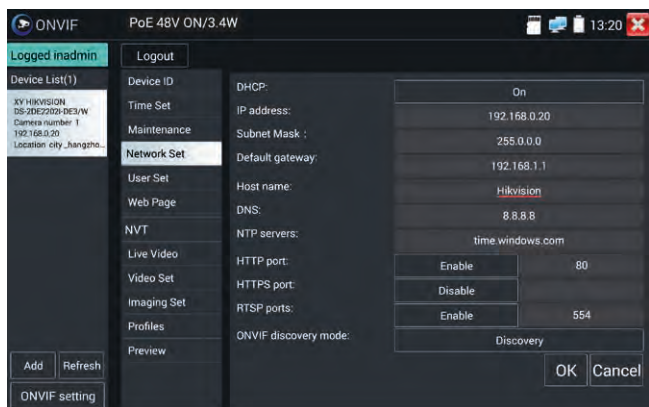 ONVIF PoE 48V ON/3.4W 13:20
Logged inadmin Logout
Device List(1)
XY HIKVISION
DS-2DE2202I-DE3/W
Camera number 1
192.168.0.20
Location city _hangzho...
Add Refresh
ONVIF setting
Device ID
Time Set
Maintenance
Network Set
User Set
Web Page
NVT
Live Video
Video Set
Imaging Set
Profiles
Preview
DHCP: On
IP address: 192.168.0.20
Subnet Mask : 255.0.0.0
Default gateway: 192.168.1.1
Host name: Hikvision
DNS: 8.8.8.8
NTP servers: time.windows.com
HTTP port: Enable 80
HTTPS port: Disable
RTSP ports: Enable 554
ONVIF discovery mode: Discovery
OK Cancel